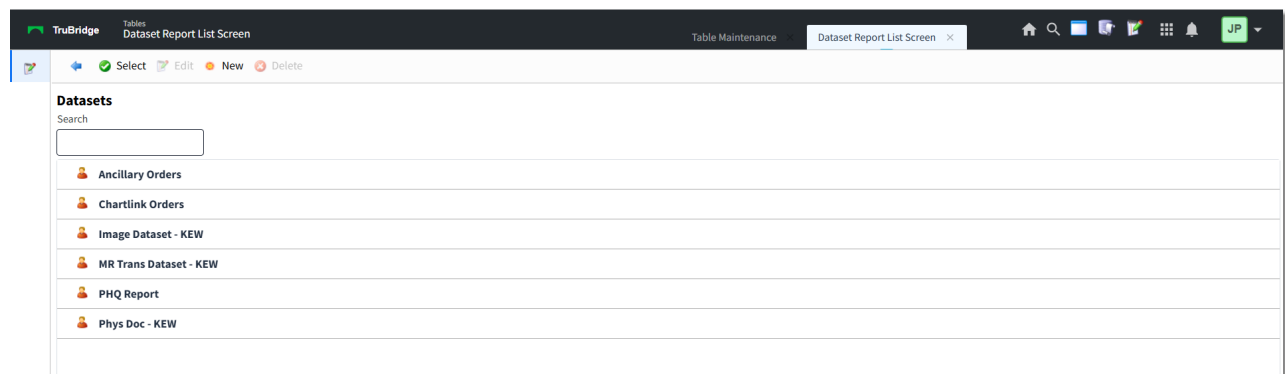 TruBridge
Tables
Dataset Report List Screen
Table Maintenance ×
Dataset Report List Screen ×
JP
Select Edit New Delete
Datasets
Search
Ancillary Orders
Chartlink Orders
Image Dataset - KEW
MR Trans Dataset - KEW
PHQ Report
Phys Doc - KEW